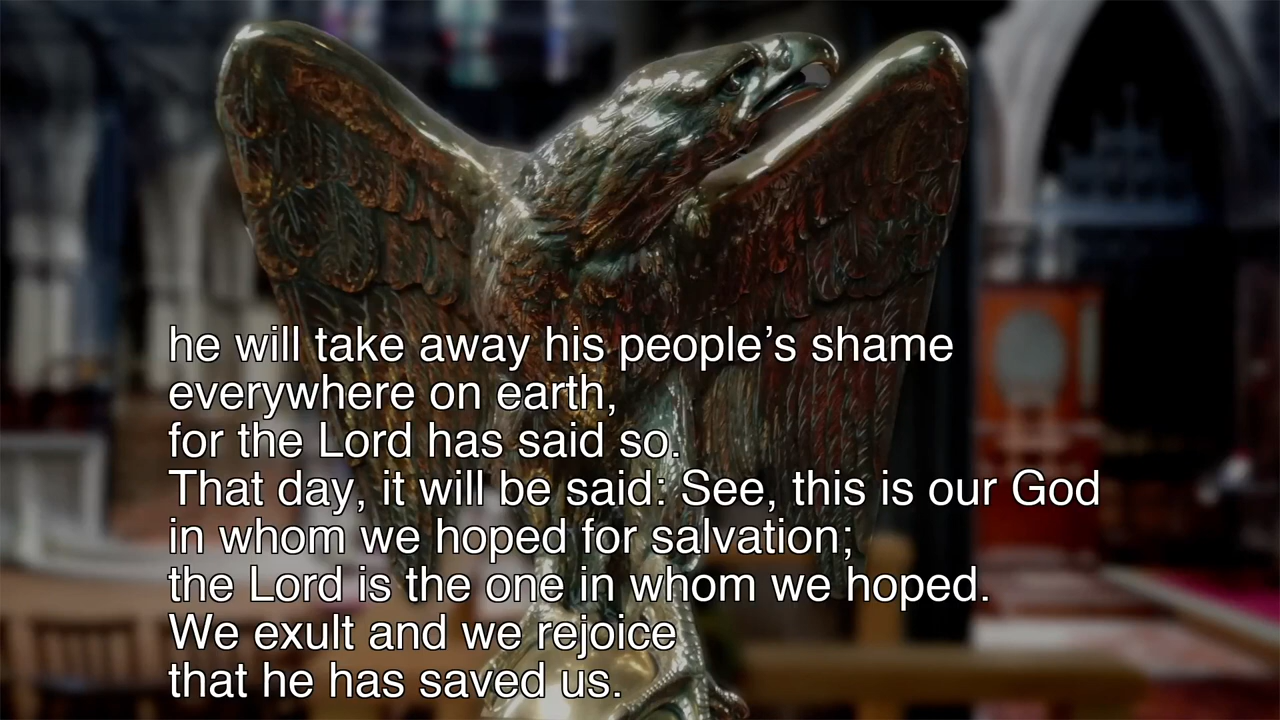 he will take away his people’s shame
everywhere on earth,
for the Lord has said so.
That day, it will be said: See, this is our God
in whom we hoped for salvation;
the Lord is the one in whom we hoped.
We exult and we rejoice
that he has saved us.